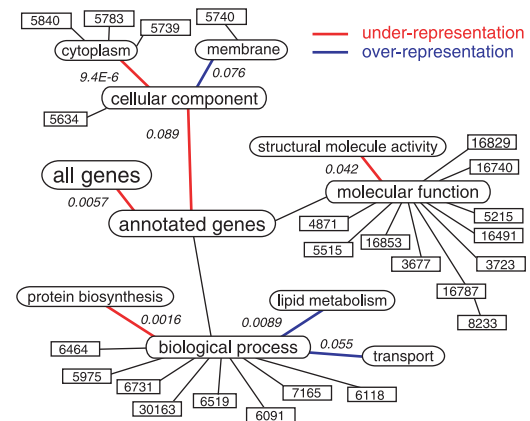 5840
5783
5739
5740
under-representation
over-representation
cytoplasm
membrane
9.4E-6
0.076
cellular component
5634
0.089
structural molecule activity
16829
16740
0.042
all genes
0.0057
molecular function
annotated genes
4871
5515
16853
3677
5215
16491
3723
16787
8233
protein biosynthesis
lipid metabolism
0.0016
0.0089
biological process
0.055
transport
6464
5975
6731
30163
6519
6091
7165
6118